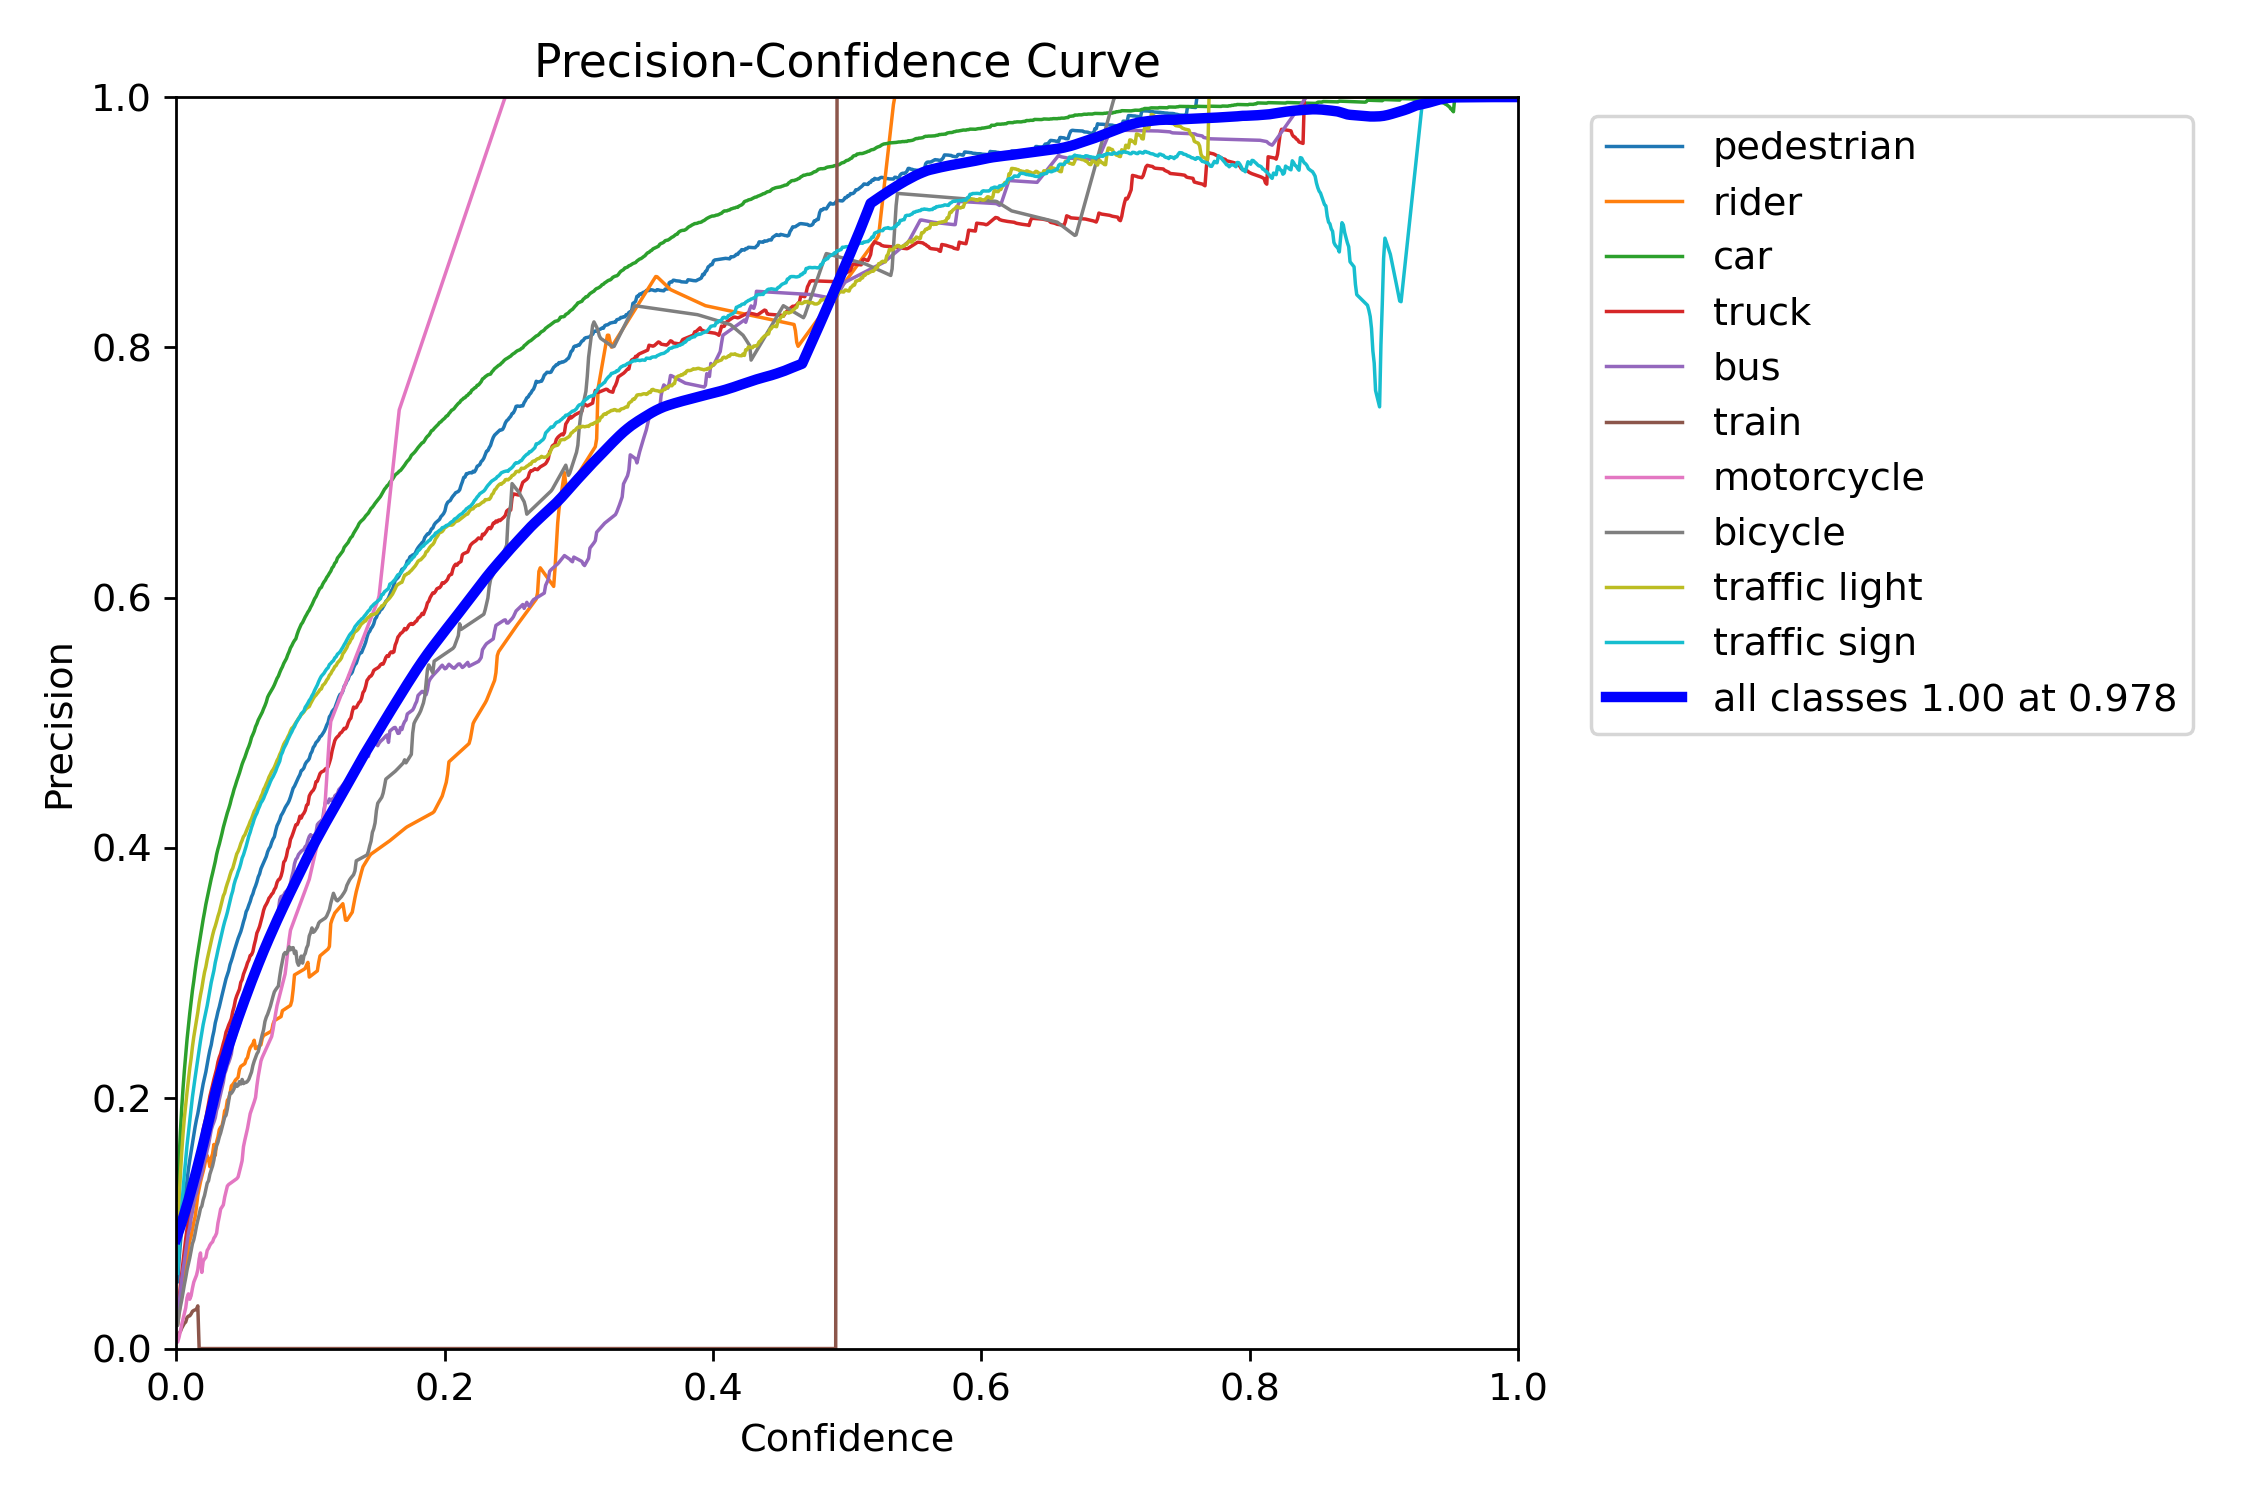 Precision-Confidence Curve
1.0
0.8
0.6
0.4
0.2
0.0
Precision
0.0 0.2 0.4 0.6 0.8 1.0
Confidence
pedestrian
rider
car
truck
bus
train
motorcycle
bicycle
traffic light
traffic sign
all classes 1.00 at 0.978